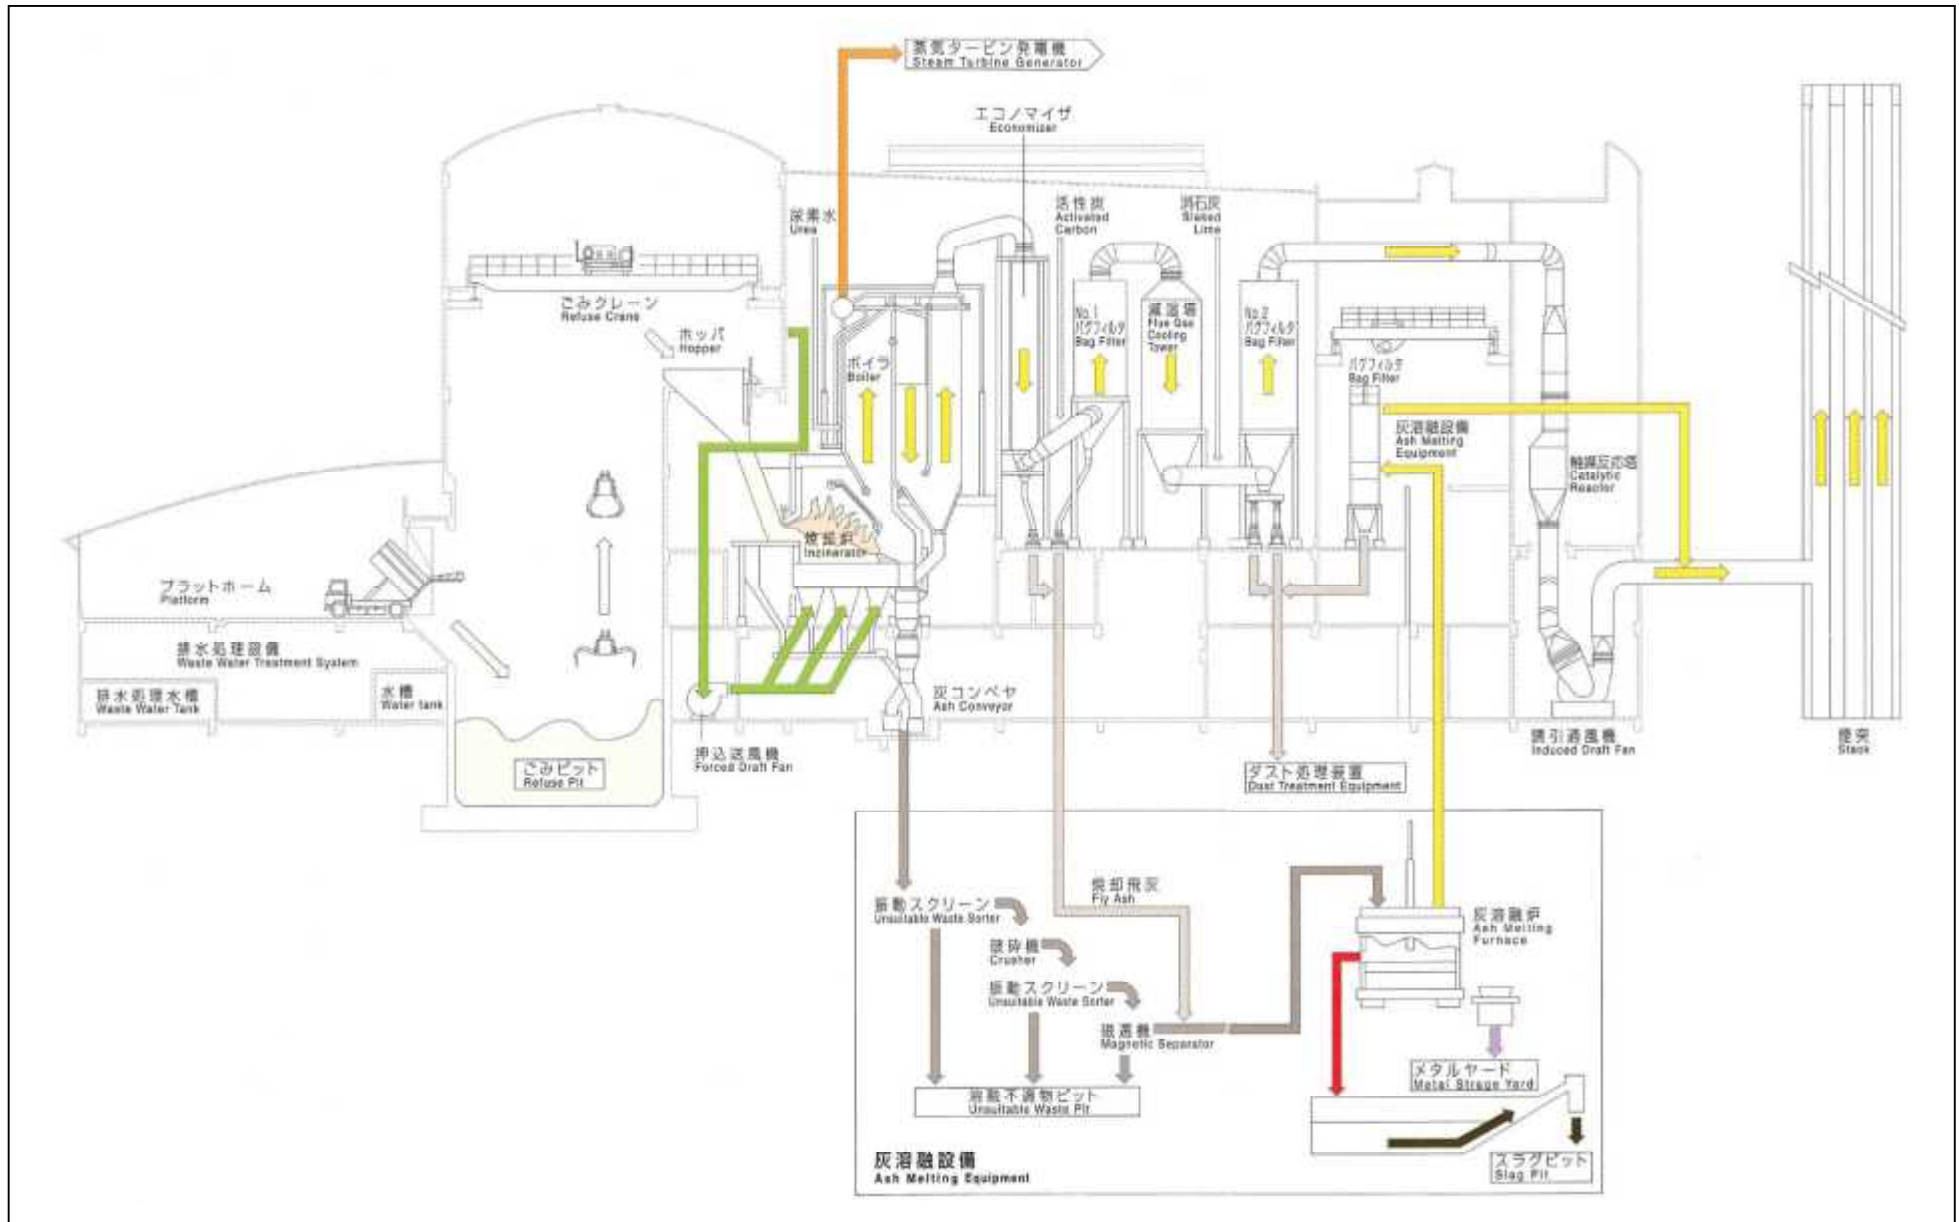 蒸気タービン発電機
Steam Turbine Generator
エコノマイザ
Economizer
尿素水
Urea
活性炭
Activated
Carbon
消石灰
Slaked
Lime
ごみクレーン
Refuse Crane
ホッパ
Hopper
ボイラ
Boiler
No.1
バグフィルタ
Bag Filter
減温塔
Flue Gas
Cooling
Tower
No.2
バグフィルタ
Bag Filter
バグフィルタ
Bag Filter
灰溶融設備
Ash Melting
Equipment
触媒反応塔
Catalytic
Reactor
焼却炉
Incinerator
プラットホーム
Platform
排水処理設備
Waste Water Treatment System
排水処理水槽
Waste Water Tank
水槽
Water tank
灰コンベヤ
Ash Conveyor
押込送風機
Forced Draft Fan
ごみピット
Refuse Pit
誘引通風機
Induced Draft Fan
煙突
Stack
ダスト処理装置
Dust Treatment Equipment
振動スクリーン
Unsuitable Waste Sorter
焼却飛灰
Fly Ash
破砕機
Crusher
振動スクリーン
Unsuitable Waste Sorter
磁選機
Magnetic Separator
灰溶融炉
Ash Melting
Furnace
メタルヤード
Metal Strage Yard
溶融不適物ピット
Unsuitable Waste Pit
スラグピット
Slag Pit
灰溶融設備
Ash Melting Equipment